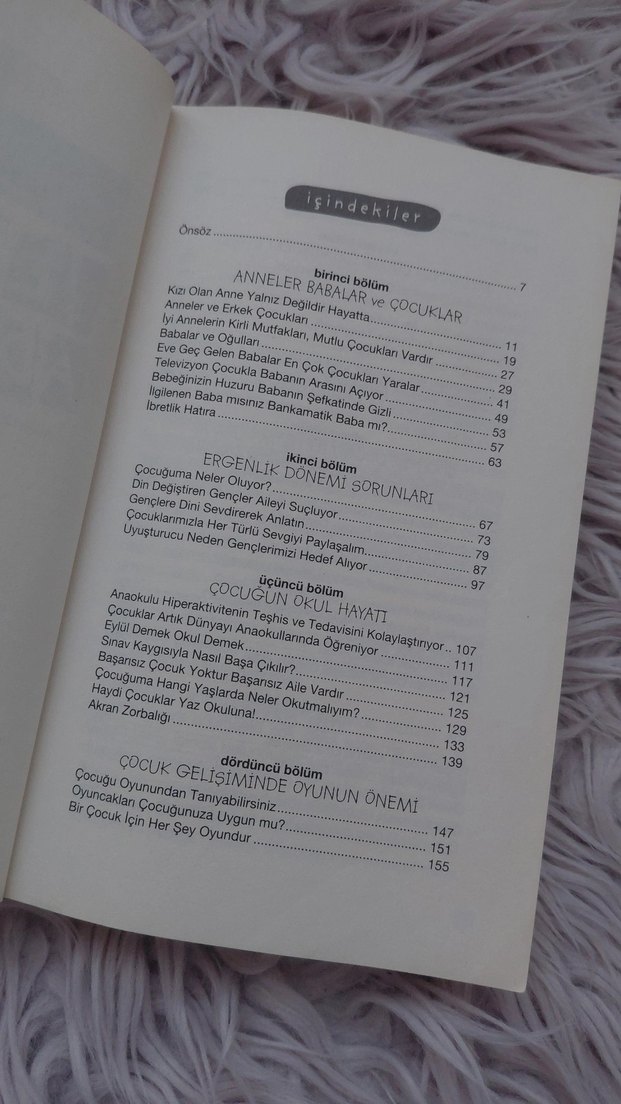 içindekiler
Önsöz ........ 7
birinci bölüm
ANNELER BABALAR ve ÇOCUKLAR
Kızı Olan Anne Yalnız Değildir Hayatta ........ 11
Anneler ve Erkek Çocukları ........ 19
İyi Annelerin Kirli Mutfakları, Mutlu Çocukları Vardır ........ 27
Babalar ve Oğulları ........ 29
Eve Geç Gelen Babalar En Çok Çocukları Yaralar ........ 41
Televizyon Çocukla Babanın Arasını Açıyor ........ 49
Bebeğinizin Huzuru Babanın Şefkatinde Gizli ........ 53
İlgilenen Baba mısınız Bankamatik Baba mı? ........ 57
İbretlik Hatıra ........ 63
ikinci bölüm
ERGENLİK DÖNEMİ SORUNLARI
Çocuğuma Neler Oluyor? ........ 67
Din Değiştiren Gençler Aileyi Suçluyor ........ 73
Gençlere Dini Sevdirerek Anlatın ........ 79
Çocuklarımızla Her Türlü Sevgiyi Paylaşalım ........ 87
Uyuşturucu Neden Gençlerimizi Hedef Alıyor ........ 97
üçüncü bölüm
ÇOCUĞUN OKUL HAYATI
Anaokulu Hiperaktivitenin Teşhis ve Tedavisini Kolaylaştırıyor .. 107
Çocuklar Artık Dünyayı Anaokullarında Öğreniyor ........ 111
Eylül Demek Okul Demek ........ 117
Sınav Kaygısıyla Nasıl Başa Çıkılır? ........ 121
Başarısız Çocuk Yoktur Başarısız Aile Vardır ........ 125
Çocuğuma Hangi Yaşlarda Neler Okutmalıyım? ........ 129
Haydi Çocuklar Yaz Okuluna! ........ 133
Akran Zorbalığı ........ 139
dördüncü bölüm
ÇOCUK GELİŞİMİNDE OYUNUN ÖNEMİ
Çocuğu Oyunundan Tanıyabilirsiniz ........ 147
Oyuncakları Çocuğunuza Uygun mu? ........ 151
Bir Çocuk İçin Her Şey Oyundur ........ 155